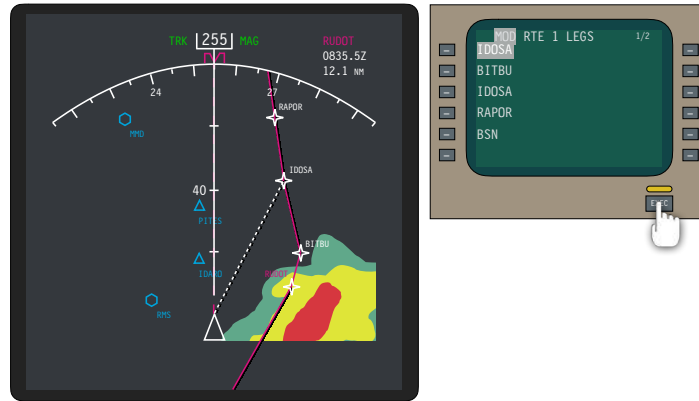 TRK 255 MAG
RUDOT
0835.5Z
12.1 NM
24
27
RAPOR
MMD
IDOSA
40
PITES
BITBU
IDARO
RUDOT
RMS
MOD RTE 1 LEGS 1/2
IDOSA
BITBU
IDOSA
RAPOR
BSN
EXEC